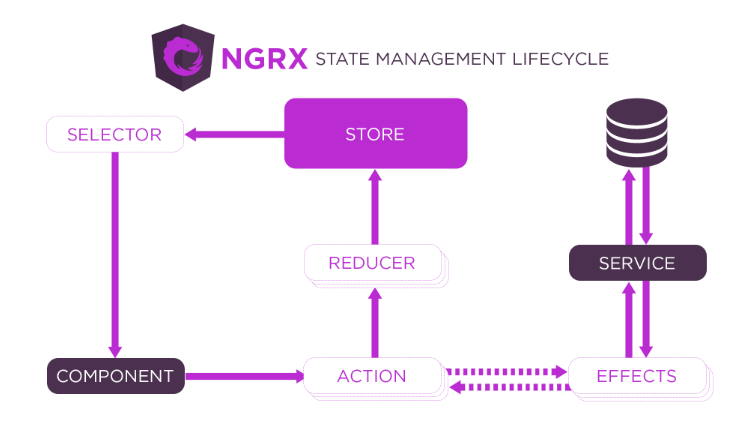 NGRX STATE MANAGEMENT LIFECYCLE
SELECTOR
STORE
REDUCER
SERVICE
COMPONENT
ACTION
EFFECTS